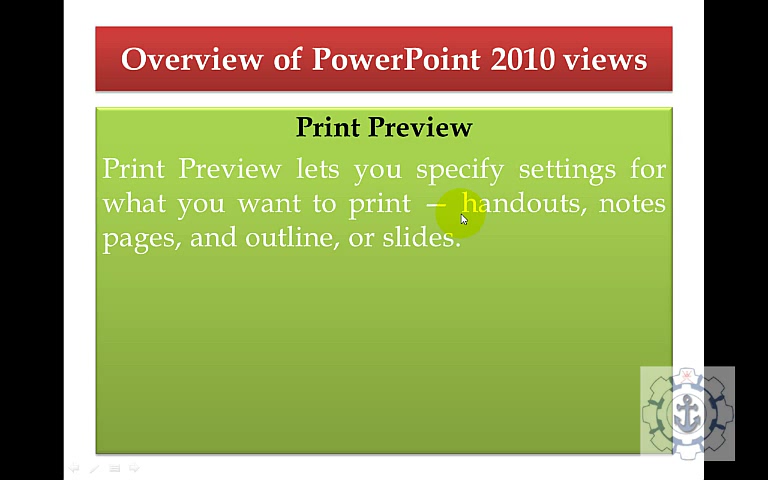 Overview of PowerPoint 2010 views
Print Preview
Print Preview lets you specify settings for
what you want to print — handouts, notes
pages, and outline, or slides.